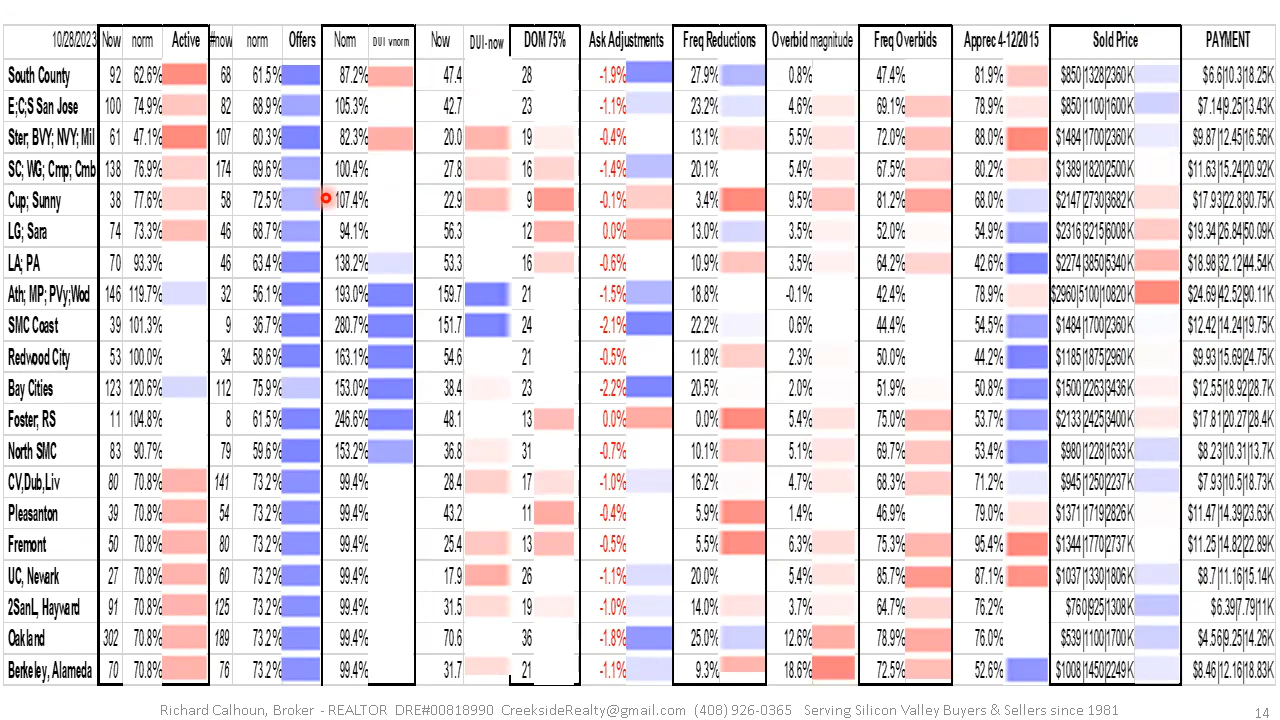 10/28/2023 Now norm Active #now norm Offers Norm DUI v norm Now DUI-now DOM 75% Ask Adjustments Freq Reductions Overbid magnitude Freq Overbids Apprec 4-12/2015 Sold Price PAYMENT
South County 92 62.6% 68 61.5% 87.2% 47.4 28 -1.9% 27.9% 0.8% 47.4% 81.9% $850|1328|2360K $6.6|10.3|18.25K
E;C;S San Jose 100 74.9% 82 68.9% 105.3% 42.7 23 -1.1% 23.2% 4.6% 69.1% 78.9% $850|1100|1600K $7.14|9.25|13.43K
Ster; BVY; NVY; Mil 61 47.1% 107 60.3% 82.3% 20.0 19 -0.4% 13.1% 5.5% 72.0% 88.0% $1484|1700|2360K $9.87|12.45|16.56K
SC; WG; Cmp; Cmb 138 76.9% 174 69.6% 100.4% 27.8 16 -1.4% 20.1% 5.4% 67.5% 80.2% $1389|1820|2500K $11.63|15.24|20.92K
Cup; Sunny 38 77.6% 58 72.5% 107.4% 22.9 9 -0.1% 3.4% 9.5% 81.2% 68.0% $2147|2730|3682K $17.93|22.8|30.75K
LG; Sara 74 73.3% 46 68.7% 94.1% 56.3 12 0.0% 13.0% 3.5% 52.0% 54.9% $2316|3215|6008K $19.34|26.84|50.09K
LA; PA 70 93.3% 46 63.4% 138.2% 53.3 16 -0.6% 10.9% 3.5% 64.2% 42.6% $2274|3850|5340K $18.98|32.12|44.54K
Ath; MP; PVy;Wod 146 119.7% 32 56.1% 193.0% 159.7 21 -1.5% 18.8% -0.1% 42.4% 78.9% $2960|5100|10820K $24.69|42.52|90.11K
SMC Coast 39 101.3% 9 36.7% 280.7% 151.7 24 -2.1% 22.2% 0.6% 44.4% 54.5% $1484|1700|2360K $12.42|14.24|19.75K
Redwood City 53 100.0% 34 58.6% 163.1% 54.6 21 -0.5% 11.8% 2.3% 50.0% 44.2% $1185|1875|2960K $9.93|15.69|24.75K
Bay Cities 123 120.6% 112 75.9% 153.0% 38.4 23 -2.2% 20.5% 2.0% 51.9% 50.8% $1500|2263|3436K $12.55|18.92|28.7K
Foster; RS 11 104.8% 8 61.5% 246.6% 48.1 13 0.0% 0.0% 5.4% 75.0% 53.7% $2133|2425|3400K $17.81|20.27|28.4K
North SMC 83 90.7% 79 59.6% 153.2% 36.8 31 -0.7% 10.1% 5.1% 69.7% 53.4% $980|1228|1633K $8.23|10.31|13.7K
CV,Dub,Liv 80 70.8% 141 73.2% 99.4% 28.4 17 -1.0% 16.2% 4.7% 68.3% 71.2% $945|1250|2237K $7.93|10.5|18.73K
Pleasanton 39 70.8% 54 73.2% 99.4% 43.2 11 -0.4% 5.9% 1.4% 46.9% 79.0% $1371|1719|2826K $11.47|14.39|23.63K
Fremont 50 70.8% 80 73.2% 99.4% 25.4 13 -0.5% 5.5% 6.3% 75.3% 95.4% $1344|1770|2737K $11.25|14.82|22.89K
UC, Newark 27 70.8% 60 73.2% 99.4% 17.9 26 -1.1% 20.0% 5.4% 85.7% 87.1% $1037|1330|1806K $8.7|11.16|15.14K
2SanL, Hayward 91 70.8% 125 73.2% 99.4% 31.5 19 -1.0% 14.0% 3.7% 64.7% 76.2% $760|925|1308K $6.39|7.79|11K
Oakland 302 70.8% 189 73.2% 99.4% 70.6 36 -1.8% 25.0% 12.6% 78.9% 76.0% $539|1100|1700K $4.56|9.25|14.26K
Berkeley, Alameda 70 70.8% 76 73.2% 99.4% 31.7 21 -1.1% 9.3% 18.6% 72.5% 52.6% $1008|1450|2249K $8.46|12.16|18.83K
Richard Calhoun, Broker - REALTOR DRE#00818990 CreeksideRealty@gmail.com (408) 926-0365 Serving Silicon Valley Buyers & Sellers since 1981 14